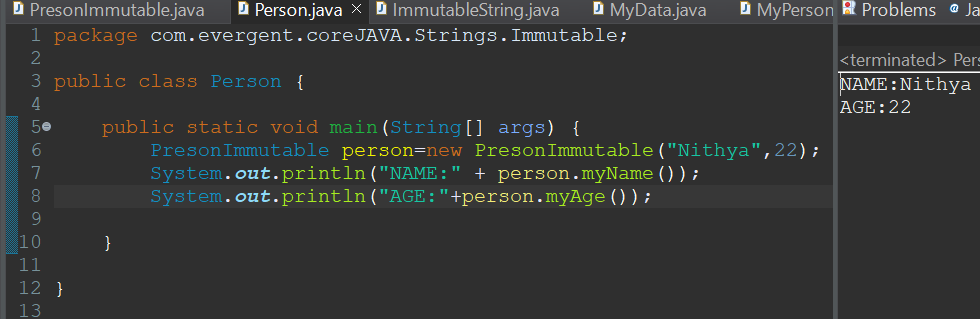 PresonImmutable.java Person.java ImmutableString.java MyData.java MyPerson Problems @ Ja
<terminated> Pers
1 package com.evergent.coreJAVA.Strings.Immutable;
2
3 public class Person {
4
5 public static void main(String[] args) {
6 PresonImmutable person=new PresonImmutable("Nithya",22);
7 System.out.println("NAME:" + person.myName());
8 System.out.println("AGE:"+person.myAge());
9
10 }
11
12 }
13
NAME:Nithya
AGE:22